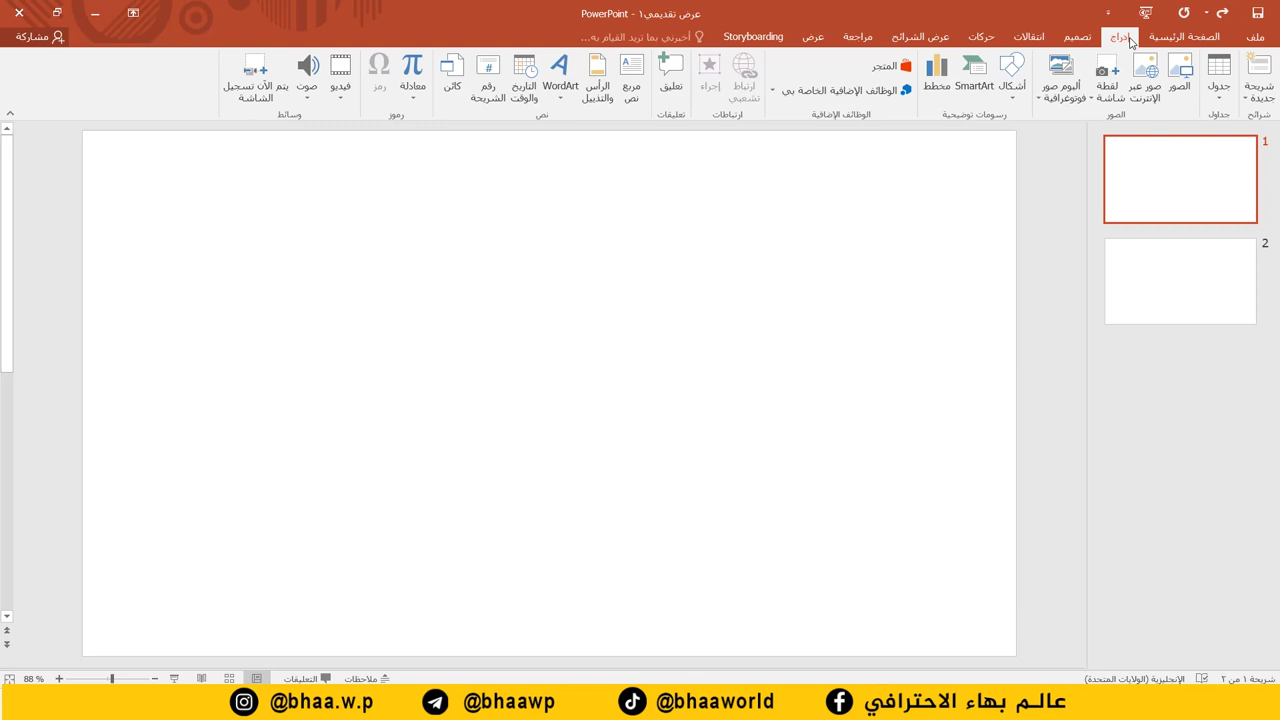 عرض تقديمي١ - PowerPoint
ملف
الصفحة الرئيسية
إدراج
تصميم
انتقالات
حركات
عرض الشرائح
مراجعة
عرض
Storyboarding
أخبرني بما تريد القيام به...
مشاركة
شريحة جديدة
جدول
الصور
صور عبر الإنترنت
لقطة شاشة
ألبوم صور فوتوغرافية
أشكال
SmartArt
مخطط
المتجر
الوظائف الإضافية الخاصة بي
ارتباط تشعبي
إجراء
تعليق
مربع نص
الرأس والتذييل
WordArt
التاريخ والوقت
رقم الشريحة
كائن
معادلة
رمز
فيديو
صوت
يتم الآن تسجيل الشاشة
شرائح
جداول
الصور
رسومات توضيحية
الوظائف الإضافية
ارتباطات
تعليقات
نص
رموز
وسائط
1
2
شريحة ١ من ٢
الإنجليزية (الولايات المتحدة)
ملاحظات
التعليقات
88 %
@bhaa.w.p
@bhaawp
@bhaaworld
عالم بهاء الاحترافي